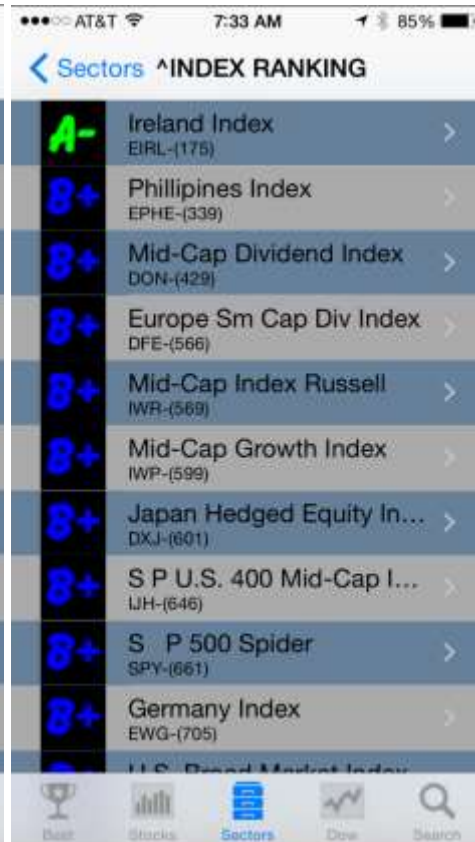 AT&T 7:33 AM 85%
Sectors ^INDEX RANKING
A- Ireland Index
EIRL-(175)
B+ Phillipines Index
EPHE-(339)
B+ Mid-Cap Dividend Index
DON-(429)
B+ Europe Sm Cap Div Index
DFE-(566)
B+ Mid-Cap Index Russell
IWR-(569)
B+ Mid-Cap Growth Index
IWP-(599)
B+ Japan Hedged Equity In...
DXJ-(601)
B+ S P U.S. 400 Mid-Cap I...
IJH-(646)
B+ S P 500 Spider
SPY-(661)
B+ Germany Index
EWG-(705)
U.S. Broad Market Index
Best Stocks Sectors Dow Search